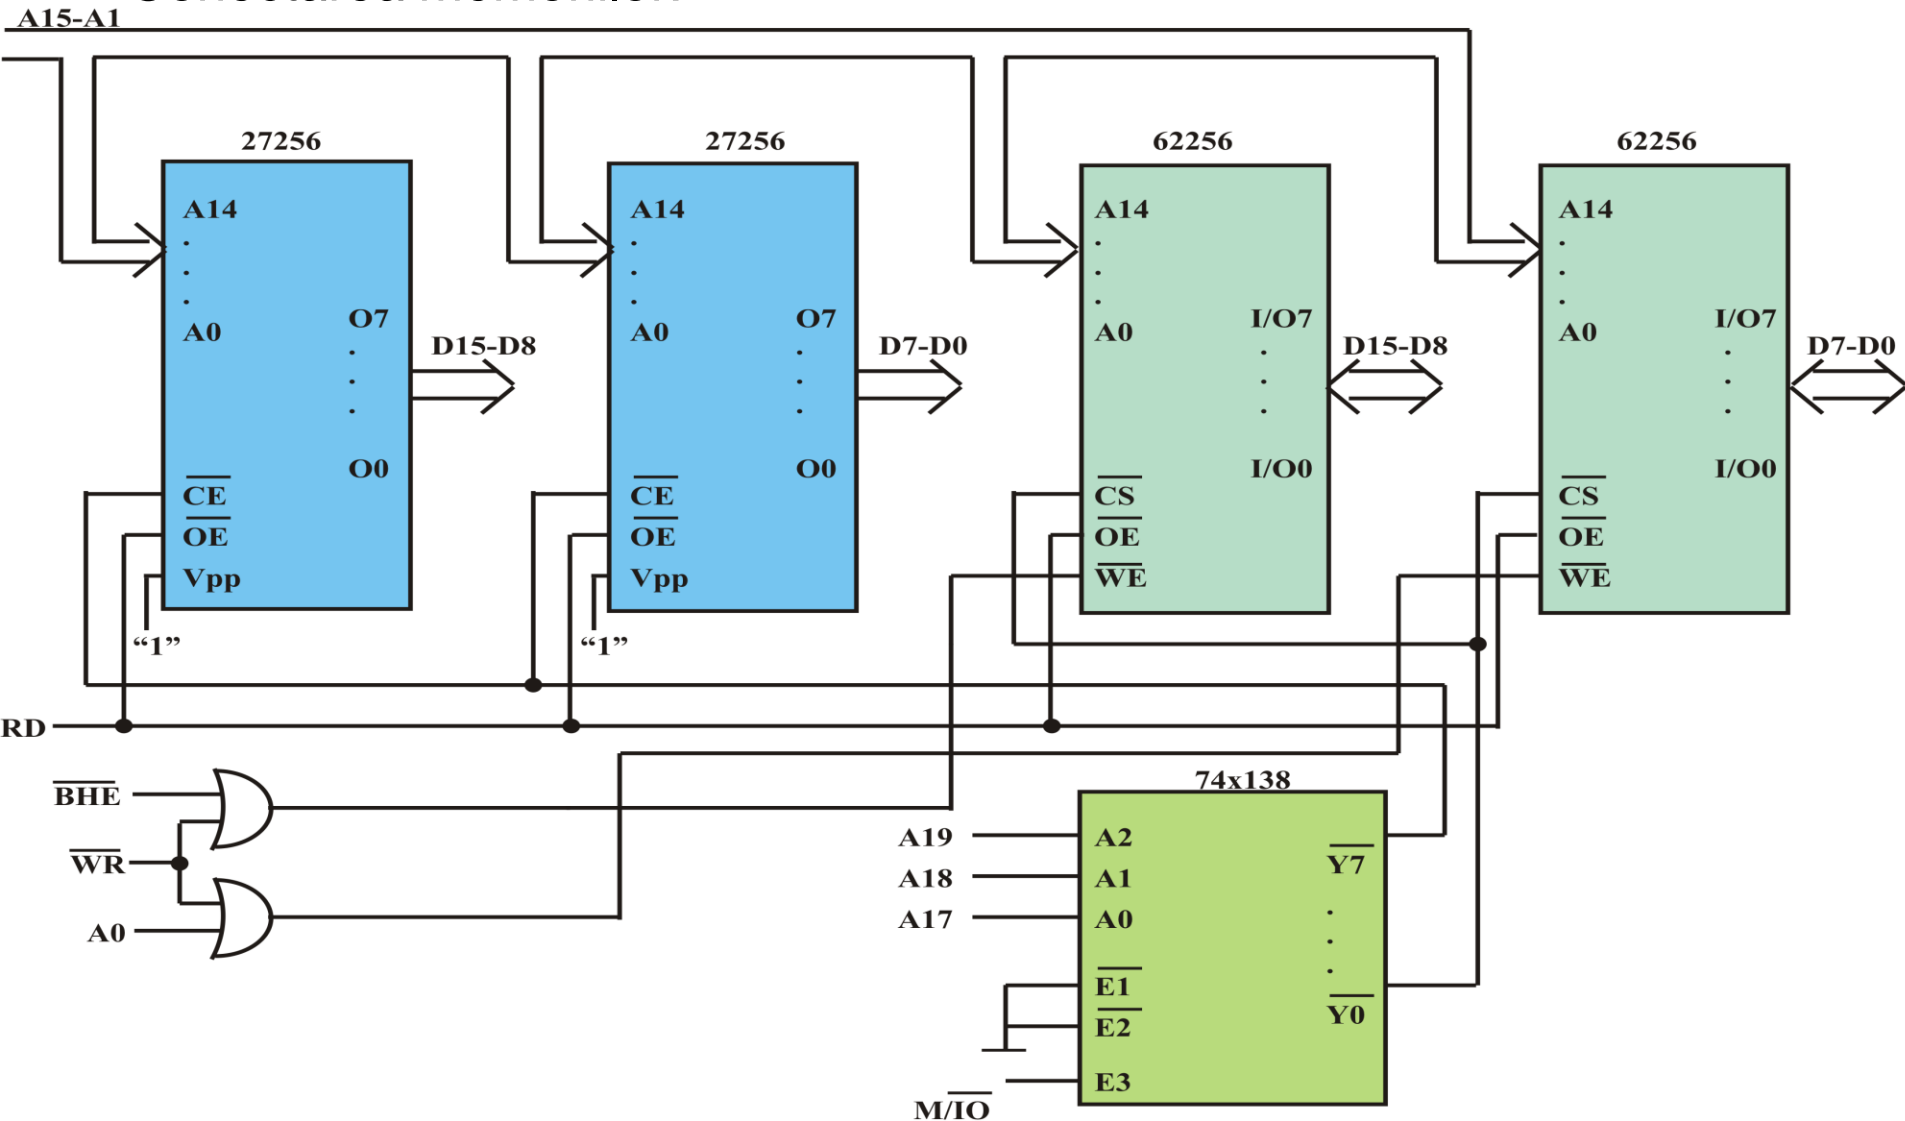 A15-A1
27256
27256
62256
62256
A14
A0
O7
O0
CE
OE
Vpp
“1”
D15-D8
A14
A0
O7
O0
CE
OE
Vpp
“1”
D7-D0
A14
A0
I/O7
I/O0
CS
OE
WE
D15-D8
A14
A0
I/O7
I/O0
CS
OE
WE
D7-D0
RD
BHE
WR
A0
74x138
A19
A18
A17
A2
A1
A0
E1
E2
E3
M/IO
Y7
Y0